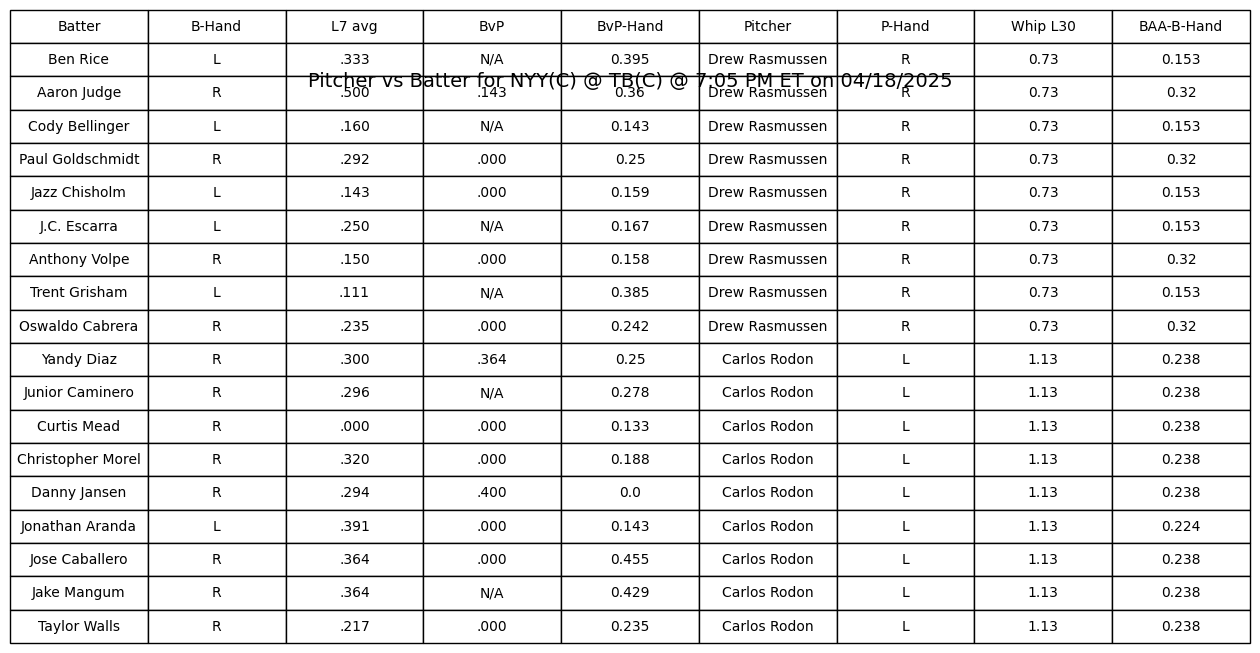 Batter B-Hand L7 avg BvP BvP-Hand Pitcher P-Hand Whip L30 BAA-B-Hand
Ben Rice L .333 N/A 0.395 Drew Rasmussen R 0.73 0.153
Pitcher vs Batter for NYY(C) @ TB(C) @ 7:05 PM ET on 04/18/2025
Aaron Judge R .500 .143 0.36 Drew Rasmussen R 0.73 0.32
Cody Bellinger L .160 N/A 0.143 Drew Rasmussen R 0.73 0.153
Paul Goldschmidt R .292 .000 0.25 Drew Rasmussen R 0.73 0.32
Jazz Chisholm L .143 .000 0.159 Drew Rasmussen R 0.73 0.153
J.C. Escarra L .250 N/A 0.167 Drew Rasmussen R 0.73 0.153
Anthony Volpe R .150 .000 0.158 Drew Rasmussen R 0.73 0.32
Trent Grisham L .111 N/A 0.385 Drew Rasmussen R 0.73 0.153
Oswaldo Cabrera R .235 .000 0.242 Drew Rasmussen R 0.73 0.32
Yandy Diaz R .300 .364 0.25 Carlos Rodon L 1.13 0.238
Junior Caminero R .296 N/A 0.278 Carlos Rodon L 1.13 0.238
Curtis Mead R .000 .000 0.133 Carlos Rodon L 1.13 0.238
Christopher Morel R .320 .000 0.188 Carlos Rodon L 1.13 0.238
Danny Jansen R .294 .400 0.0 Carlos Rodon L 1.13 0.238
Jonathan Aranda L .391 .000 0.143 Carlos Rodon L 1.13 0.224
Jose Caballero R .364 .000 0.455 Carlos Rodon L 1.13 0.238
Jake Mangum R .364 N/A 0.429 Carlos Rodon L 1.13 0.238
Taylor Walls R .217 .000 0.235 Carlos Rodon L 1.13 0.238